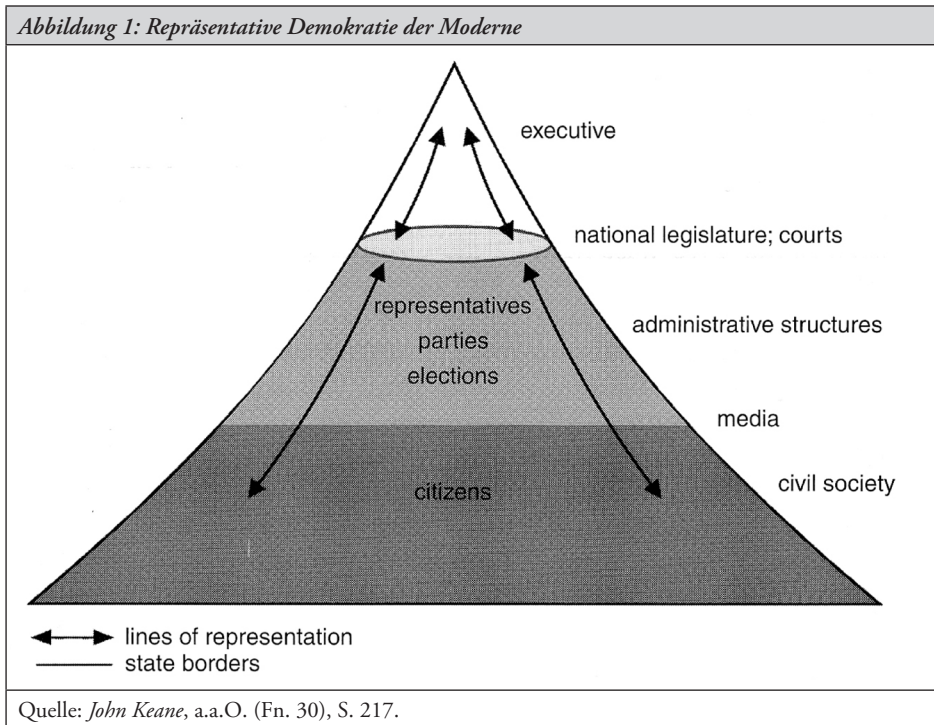 Abbildung 1: Repräsentative Demokratie der Moderne
executive
national legislature; courts
representatives
parties
elections
administrative structures
media
citizens
civil society
lines of representation
state borders
Quelle: John Keane, a.a.O. (Fn. 30), S. 217.